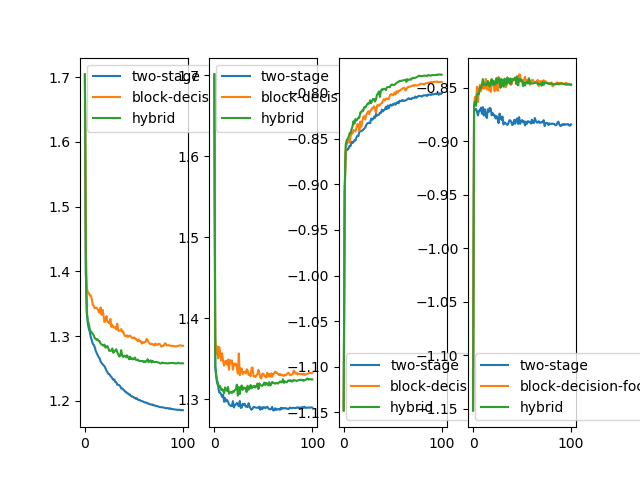 1.7
1.6
1.5
1.4
1.3
1.2
0
100
two-stage
block-decis
hybrid
1.7
1.6
1.5
1.4
1.3
0
100
two-stage
block-decis
hybrid
−0.80
−0.85
−0.90
−0.95
−1.00
−1.05
−1.10
−1.15
0
100
two-stage
block-decis
hybrid
−0.85
−0.90
−0.95
−1.00
−1.05
−1.10
−1.15
0
100
two-stage
block-decision-foc
hybrid